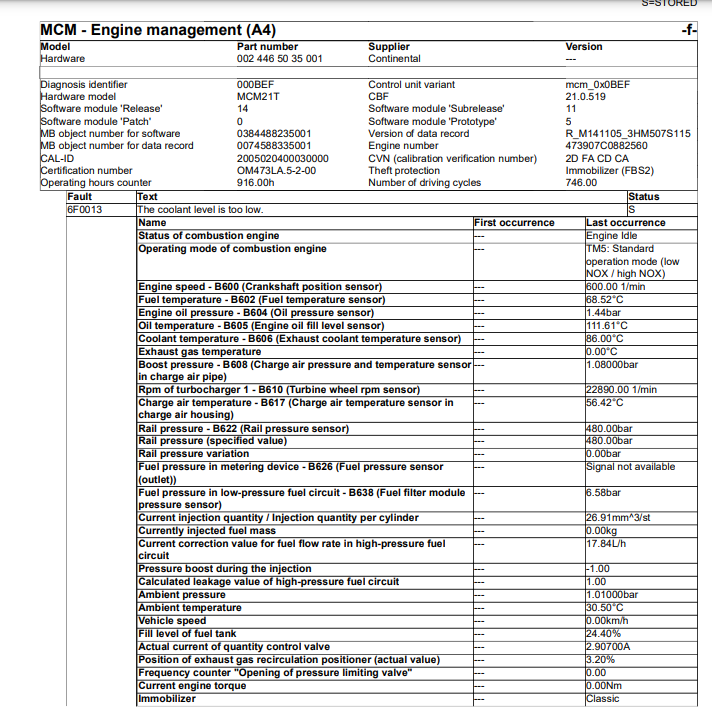 S=STORED
MCM - Engine management (A4) -f-
Model Part number Supplier Version
Hardware 002 446 50 35 001 Continental ---
Diagnosis identifier 000BEF Control unit variant mcm_0x0BEF
Hardware model MCM21T CBF 21.0.519
Software module 'Release' 14 Software module 'Subrelease' 11
Software module 'Patch' 0 Software module 'Prototype' 5
MB object number for software 0384488235001 Version of data record R_M141105_3HM507S115
MB object number for data record 0074588335001 Engine number 473907C0882560
CAL-ID 2005020400030000 CVN (calibration verification number) 2D FA CD CA
Certification number OM473LA.5-2-00 Theft protection Immobilizer (FBS2)
Operating hours counter 916.00h Number of driving cycles 746.00
Fault Text Status
6F0013 The coolant level is too low. S
Name First occurrence Last occurrence
Status of combustion engine --- Engine Idle
Operating mode of combustion engine --- TM5: Standard
operation mode (low
NOX / high NOX)
Engine speed - B600 (Crankshaft position sensor) --- 600.00 1/min
Fuel temperature - B602 (Fuel temperature sensor) --- 68.52°C
Engine oil pressure - B604 (Oil pressure sensor) --- 1.44bar
Oil temperature - B605 (Engine oil fill level sensor) --- 111.61°C
Coolant temperature - B606 (Exhaust coolant temperature sensor) --- 86.00°C
Exhaust gas temperature --- 0.00°C
Boost pressure - B608 (Charge air pressure and temperature sensor --- 1.08000bar
in charge air pipe)
Rpm of turbocharger 1 - B610 (Turbine wheel rpm sensor) --- 22890.00 1/min
Charge air temperature - B617 (Charge air temperature sensor in --- 56.42°C
charge air housing)
Rail pressure - B622 (Rail pressure sensor) --- 480.00bar
Rail pressure (specified value) --- 480.00bar
Rail pressure variation --- 0.00bar
Fuel pressure in metering device - B626 (Fuel pressure sensor --- Signal not available
(outlet))
Fuel pressure in low-pressure fuel circuit - B638 (Fuel filter module --- 6.58bar
pressure sensor)
Current injection quantity / Injection quantity per cylinder --- 26.91mm^3/st
Currently injected fuel mass --- 0.00kg
Current correction value for fuel flow rate in high-pressure fuel --- 17.84L/h
circuit
Pressure boost during the injection --- -1.00
Calculated leakage value of high-pressure fuel circuit --- 1.00
Ambient pressure --- 1.01000bar
Ambient temperature --- 30.50°C
Vehicle speed --- 0.00km/h
Fill level of fuel tank --- 24.40%
Actual current of quantity control valve --- 2.90700A
Position of exhaust gas recirculation positioner (actual value) --- 3.20%
Frequency counter "Opening of pressure limiting valve" --- 0.00
Current engine torque --- 0.00Nm
Immobilizer --- Classic